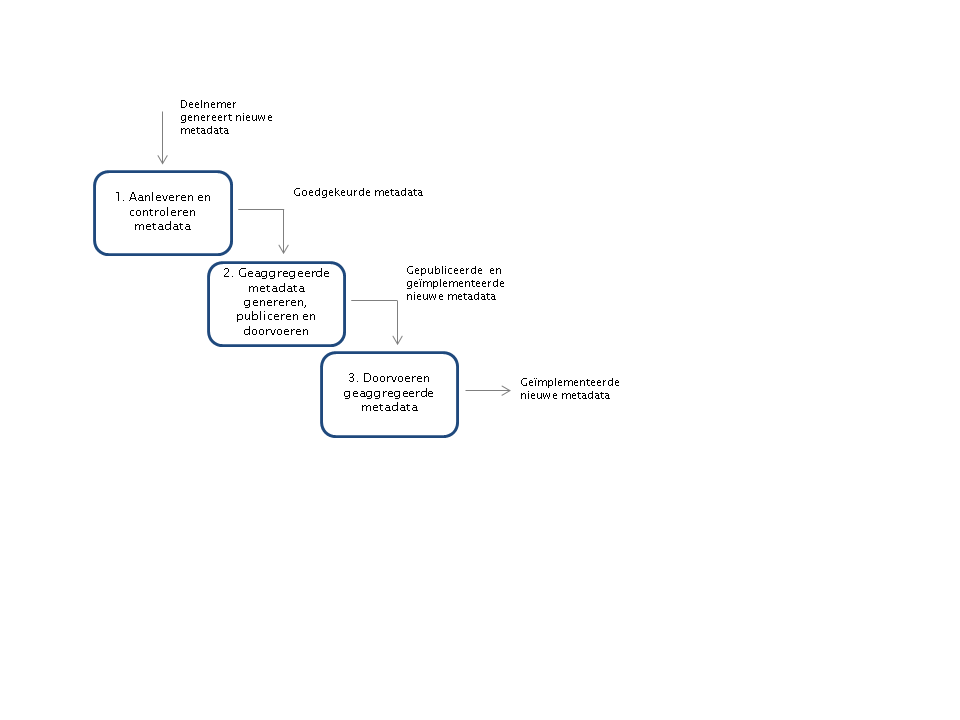 Deelnemer
genereert nieuwe
metadata
1. Aanleveren en
controleren
metadata
Goedgekeurde metadata
2. Geaggregeerde
metadata
genereren,
publiceren en
doorvoeren
Gepubliceerde en
geïmplementeerde
nieuwe metadata
3. Doorvoeren
geaggregeerde
metadata
Geïmplementeerde
nieuwe metadata